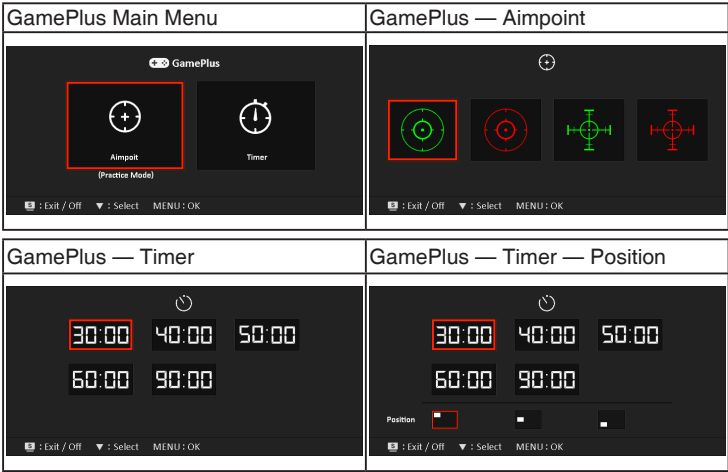 GamePlus Main Menu
GamePlus — Aimpoint
GamePlus
Aimpoit
Timer
(Practice Mode)
S : Exit / Off ▼ : Select MENU : OK
S : Exit / Off ▼ : Select MENU : OK
GamePlus — Timer
GamePlus — Timer — Position
30:00 40:00 50:00
60:00 90:00
S : Exit / Off ▼ : Select MENU : OK
30:00 40:00 50:00
60:00 90:00
Position
S : Exit / Off ▼ : Select MENU : OK